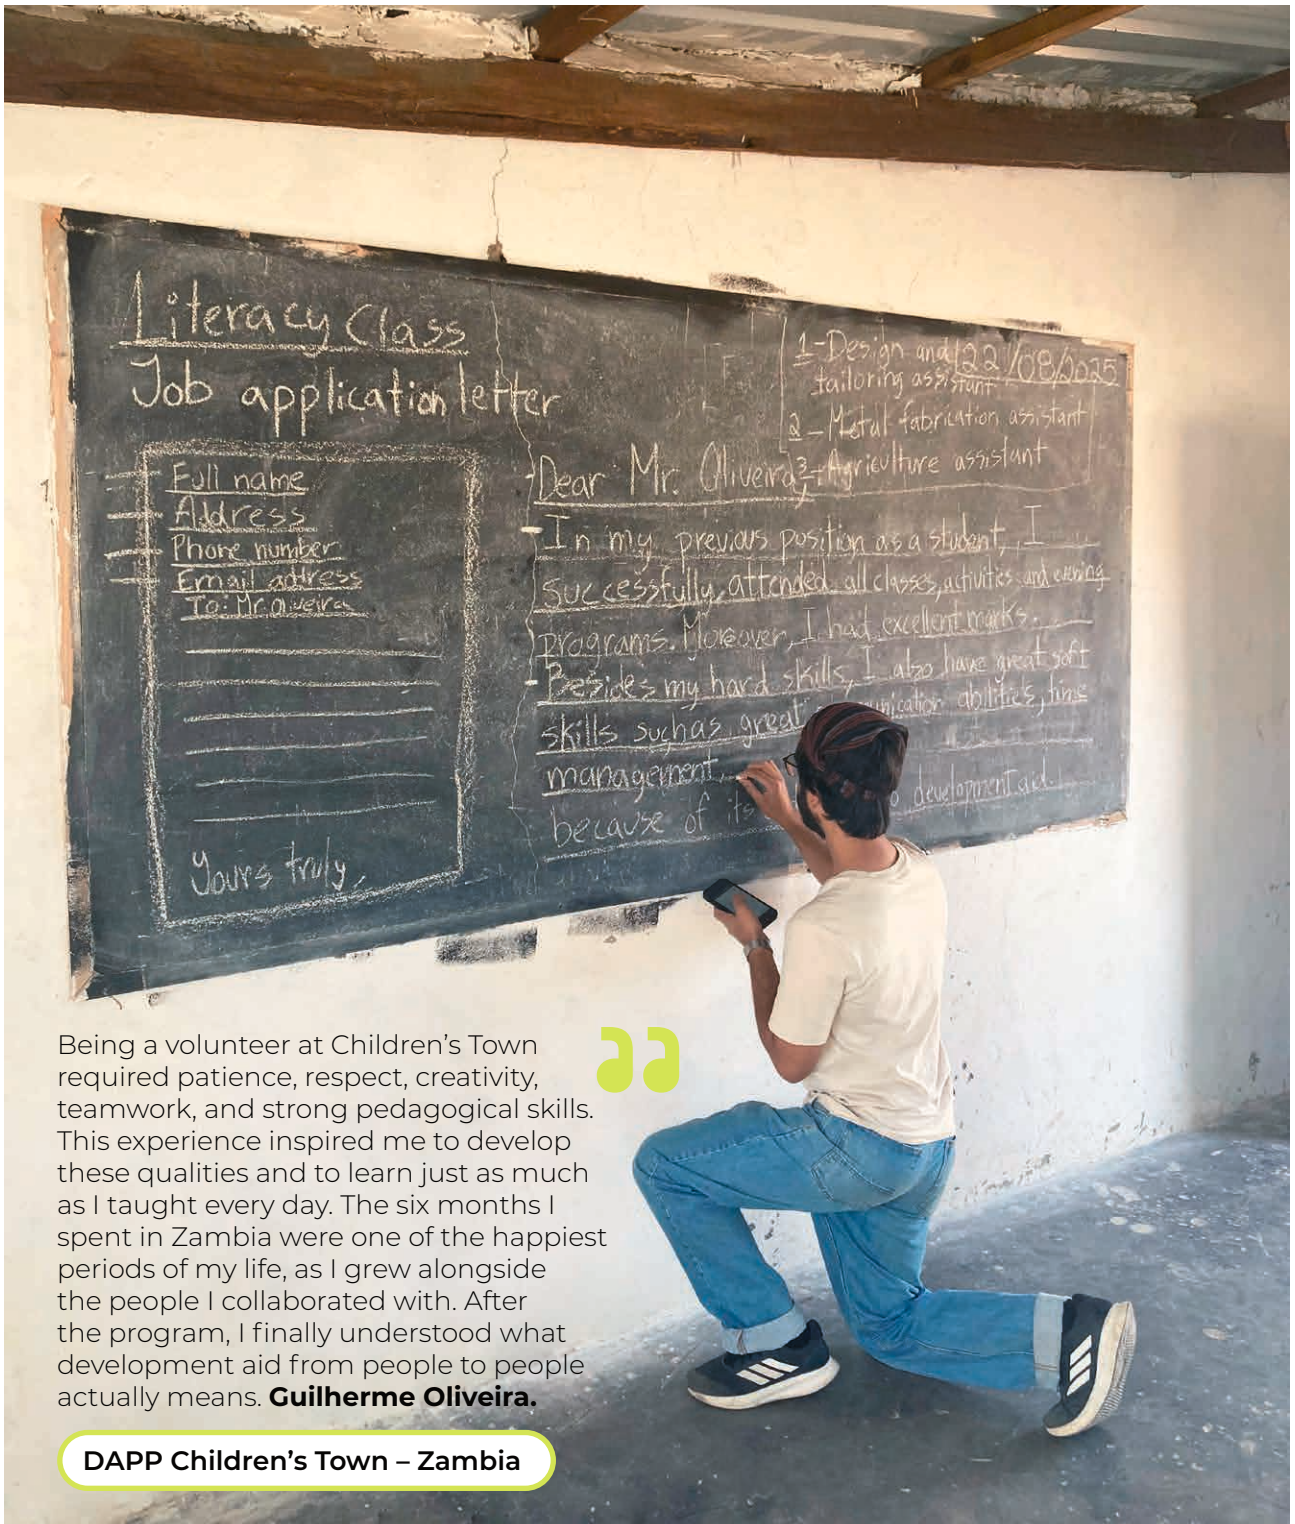 Literacy Class
Job application letter
Full name
Address
Phone number
Email address
To: Mr. Oliveira
Yours truly,
22/08/2025
1-Design and
tailoring assistant
2-Metal fabrication assistant
3-Agriculture assistant
Dear Mr. Oliveira,
In my previous position as a student, I
successfully attended all classes, activities and evening
programs. Moreover, I had excellent marks.
Besides my hard skills, I also have great soft
skills such as great abilities, time
management,
because of its development aid.
Being a volunteer at Children's Town
required patience, respect, creativity,
teamwork, and strong pedagogical skills.
This experience inspired me to develop
these qualities and to learn just as much
as I taught every day. The six months I
spent in Zambia were one of the happiest
periods of my life, as I grew alongside
the people I collaborated with. After
the program, I finally understood what
development aid from people to people
actually means. Guilherme Oliveira.
DAPP Children's Town – Zambia